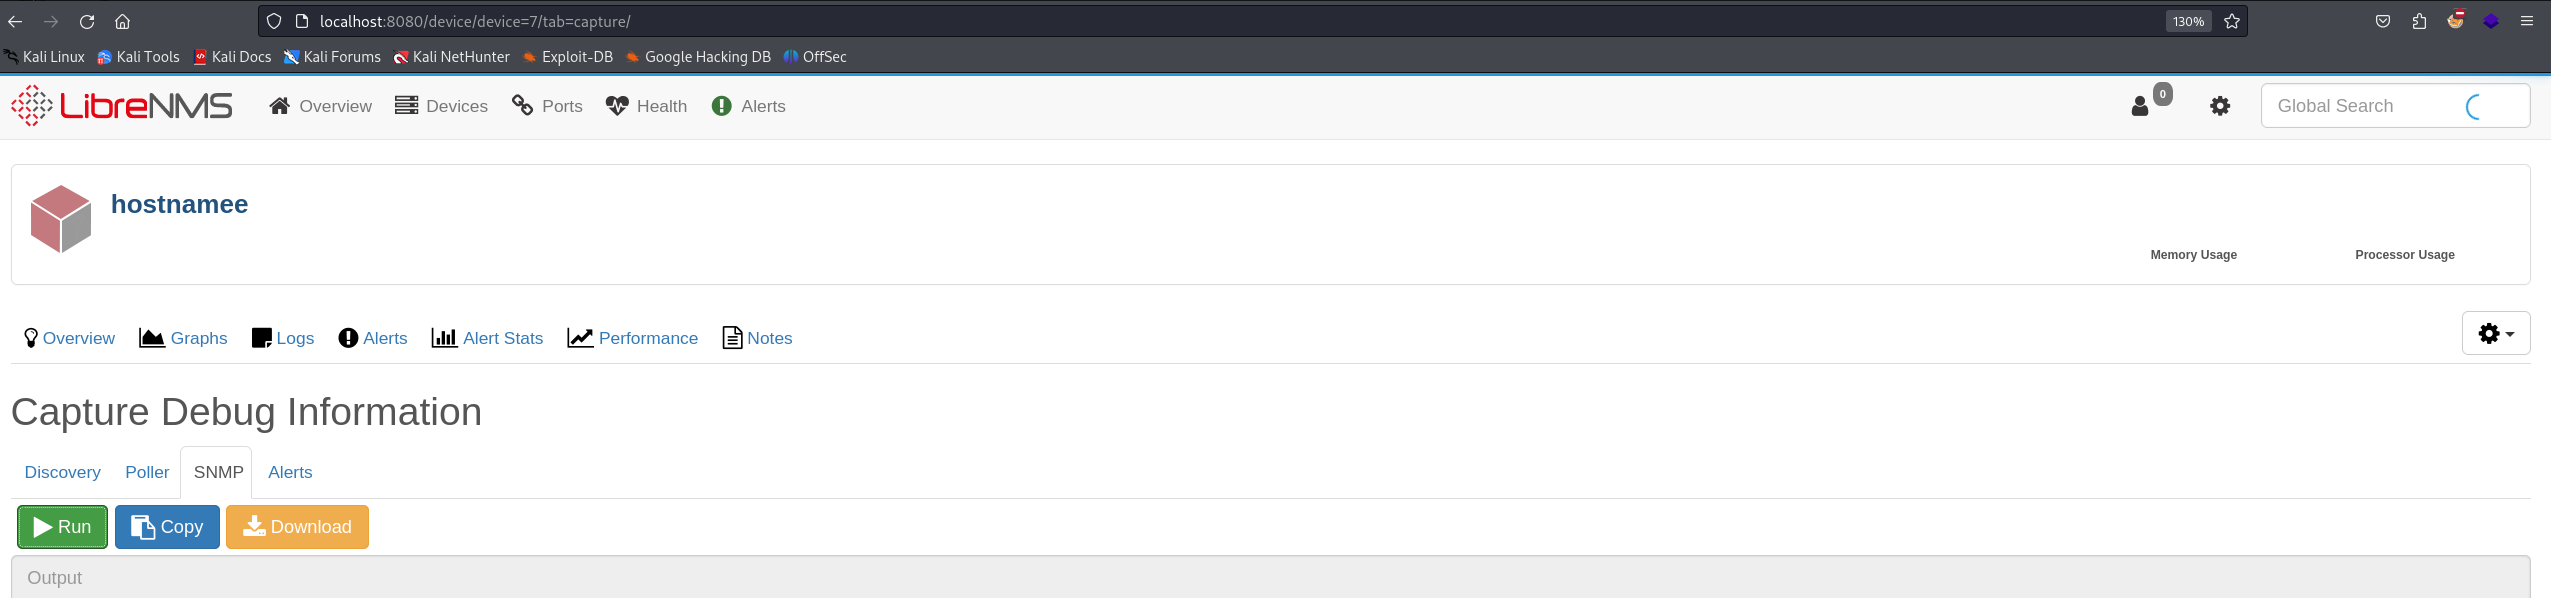 localhost:8080/device/device=7/tab=capture/ 130%
Kali Linux Kali Tools Kali Docs Kali Forums Kali NetHunter Exploit-DB Google Hacking DB OffSec
LibreNMS Overview Devices Ports Health Alerts 0 Global Search
hostnamee
Memory Usage Processor Usage
Overview Graphs Logs Alerts Alert Stats Performance Notes
Capture Debug Information
Discovery Poller SNMP Alerts
Run Copy Download
Output